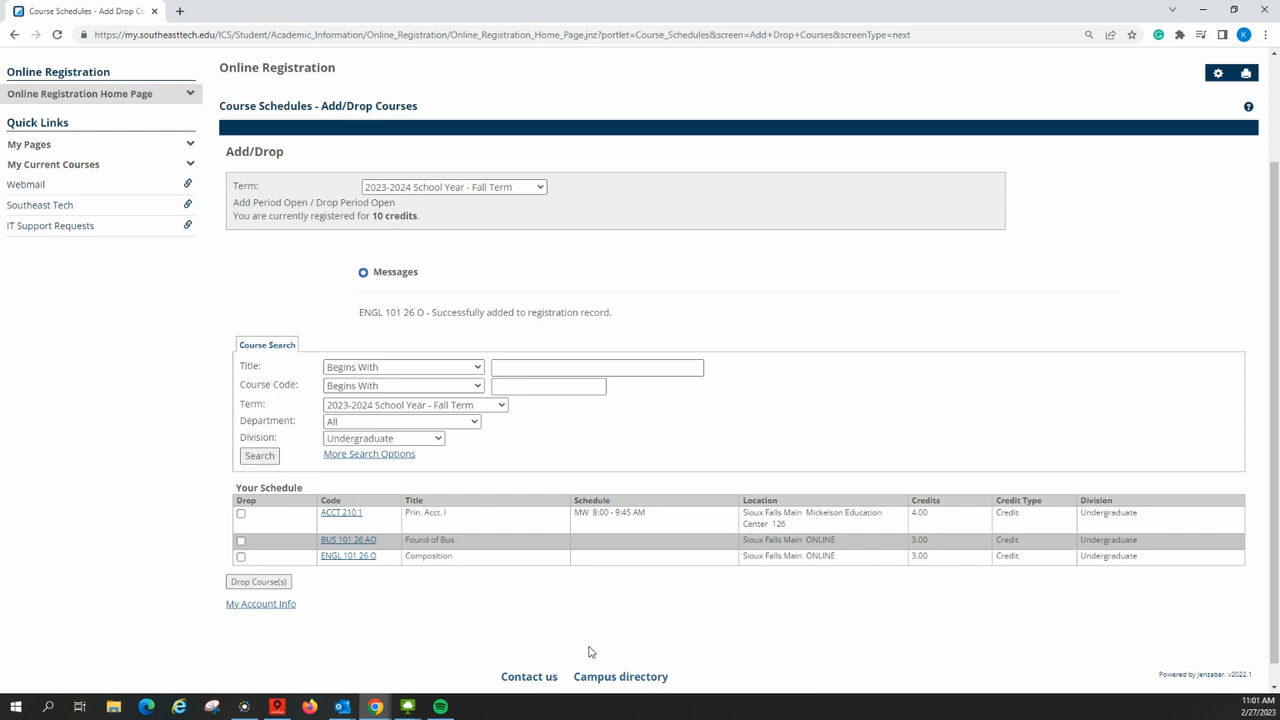 Course Schedules - Add Drop C
https://my.southeasttech.edu/ICS/Student/Academic_Information/Online_Registration/Online_Registration_Home_Page.jnz?portlet=Course_Schedules&screen=Add+Drop+Courses&screenType=next
K
Online Registration
Online Registration Home Page
Quick Links
My Pages
My Current Courses
Webmail
Southeast Tech
IT Support Requests
Online Registration
Course Schedules - Add/Drop Courses
Add/Drop
Term: 2023-2024 School Year - Fall Term
Add Period Open / Drop Period Open
You are currently registered for 10 credits.
Messages
ENGL 101 26 O - Successfully added to registration record.
Course Search
Title: Begins With
Course Code: Begins With
Term: 2023-2024 School Year - Fall Term
Department: All
Division: Undergraduate
Search More Search Options
Your Schedule
Drop Code Title Schedule Location Credits Credit Type Division
ACCT 210 1 Prin. Acct. I MW 8:00 - 9:45 AM Sioux Falls Main Mickelson Education 4.00 Credit Undergraduate
Center 126
BUS 101 26 AO Found of Bus Sioux Falls Main ONLINE 3.00 Credit Undergraduate
ENGL 101 26 O Composition Sioux Falls Main ONLINE 3.00 Credit Undergraduate
Drop Course(s)
My Account Info
Contact us Campus directory
Powered by Jenzabar. v2022.1
11:01 AM
2/27/2023